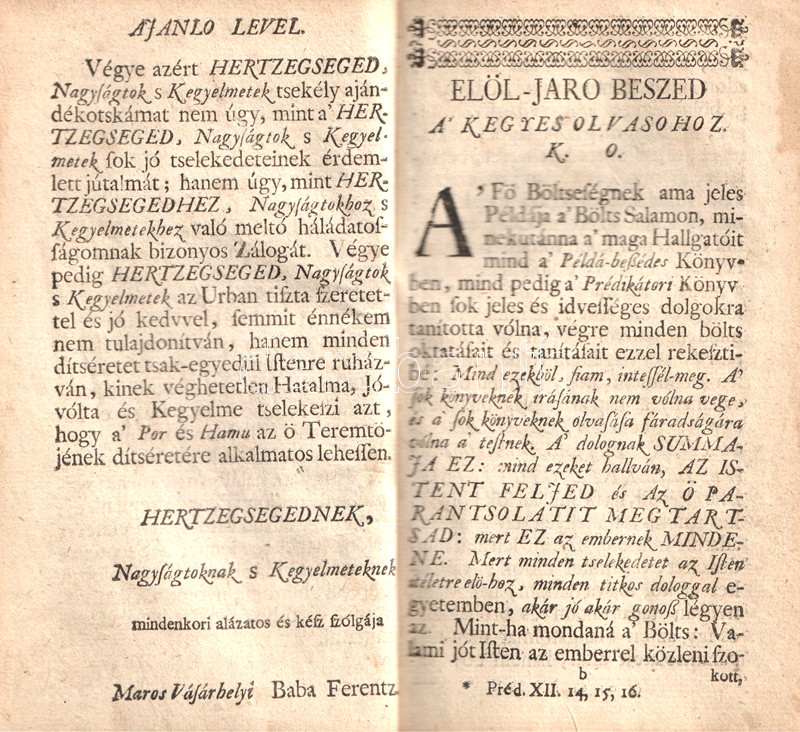 AJANLO LEVEL.
Végye azért HERTZEGSEGED,
Nagyſágtok s Kegyelmetek tsekély aján-
dékotskámat nem úgy, mint a' HER-
TZEGSEGED, Nagyſágtok s Kegyel-
metek ſok jó tselekedeteinek érdem-
lett jútalmát; hanem úgy, mint HER-
TZEGSEGEDHEZ, Nagyſágtokhoz s
Kegyelmetekhez való meltó háládatoſ-
ſágomnak bizonyos Zálogát. Végye
pedig HERTZEGSEGED, Nagyſágtok
s Kegyelmetek az Urban tiſzta ſzeretet-
tel és jó kedvvel, ſemmit énnékem
nem tulajdonítván, hanem minden
dítséretet tsak-egyedül Iſtenre ruház-
ván, kinek véghetetlen Hatalma, Jó-
vólta és Kegyelme tselekeſzi azt,
hogy a' Por és Hamu az ö Teremtö-
jének dítséretére alkalmatos leheſſen.
HERTZEGSEGEDNEK,
Nagyſágtoknak s Kegyelmeteknek
mindenkori alázatos és kéſz ſzólgája
Maros Váſárhelyi Baba Ferentz
ELÖL-JARO BESZED
A' KEGYES OLVASOHOZ.
K. O.
A' Fö Böltseſégnek ama jeles
Példája a' Bölts Salamon, mi-
nekutánna a' maga Hallgatóit
mind a' Példá-beſzédes Könyv-
ben, mind pedig a' Prédikátori Könyv
ben ſok jeles és idveſſéges dolgokra
tanította vólna, végre minden bölts
oktatáſait és tanítáſait ezzel rekeſzti-
bé: Mind ezekböl, fiam, inteſſél-meg. A'
ſok könyveknek íráſának nem vólna vege,
és a' ſok könyveknek olvaſáſa fáradſágára
vólna a' teſtnek. A' dolognak SUMMA-
JA EZ: mind ezeket hallván, AZ IS-
TENT FELJED és Az Ö PA-
RANTSOLATIT MEGTART-
SAD: mert EZ az embernek MINDE-
NE. Mert minden tselekedetet az Iſten
ítéletre elö-hoz, minden titkos dologgal e-
gyetemben, akár jó akár gonoſz légyen
az. Mint-ha mondaná a' Bölts: Va-
lami jót Iſten az emberrel közleni ſzo-
b kott,
* Préd. XII. 14, 15, 16.